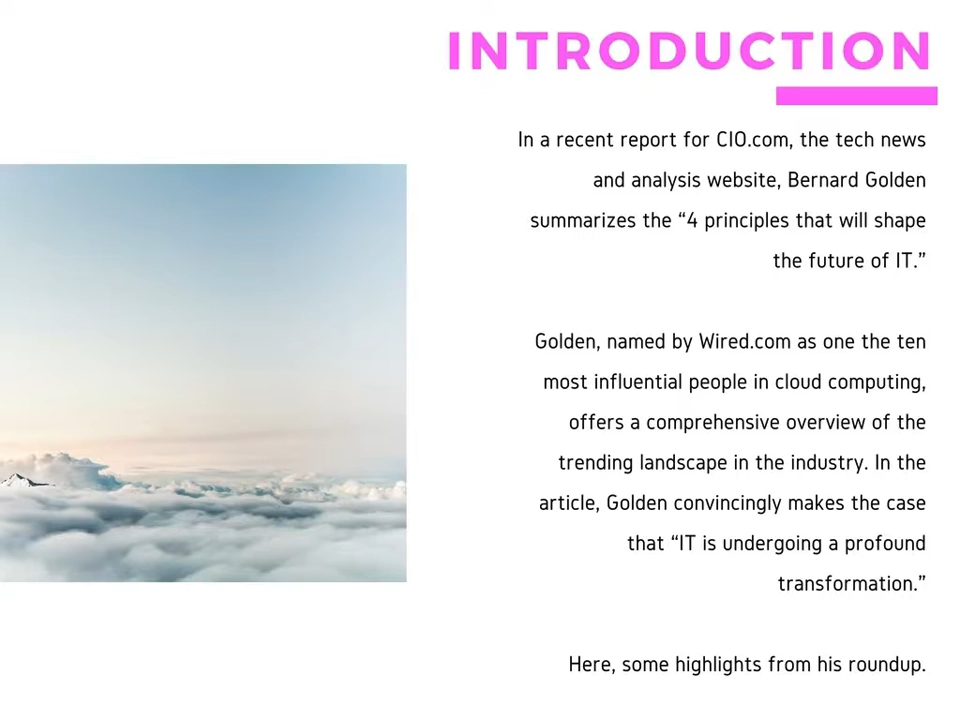 INTRODUCTION
In a recent report for CIO.com, the tech news
and analysis website, Bernard Golden
summarizes the “4 principles that will shape
the future of IT.”
Golden, named by Wired.com as one the ten
most influential people in cloud computing,
offers a comprehensive overview of the
trending landscape in the industry. In the
article, Golden convincingly makes the case
that “IT is undergoing a profound
transformation.”
Here, some highlights from his roundup.